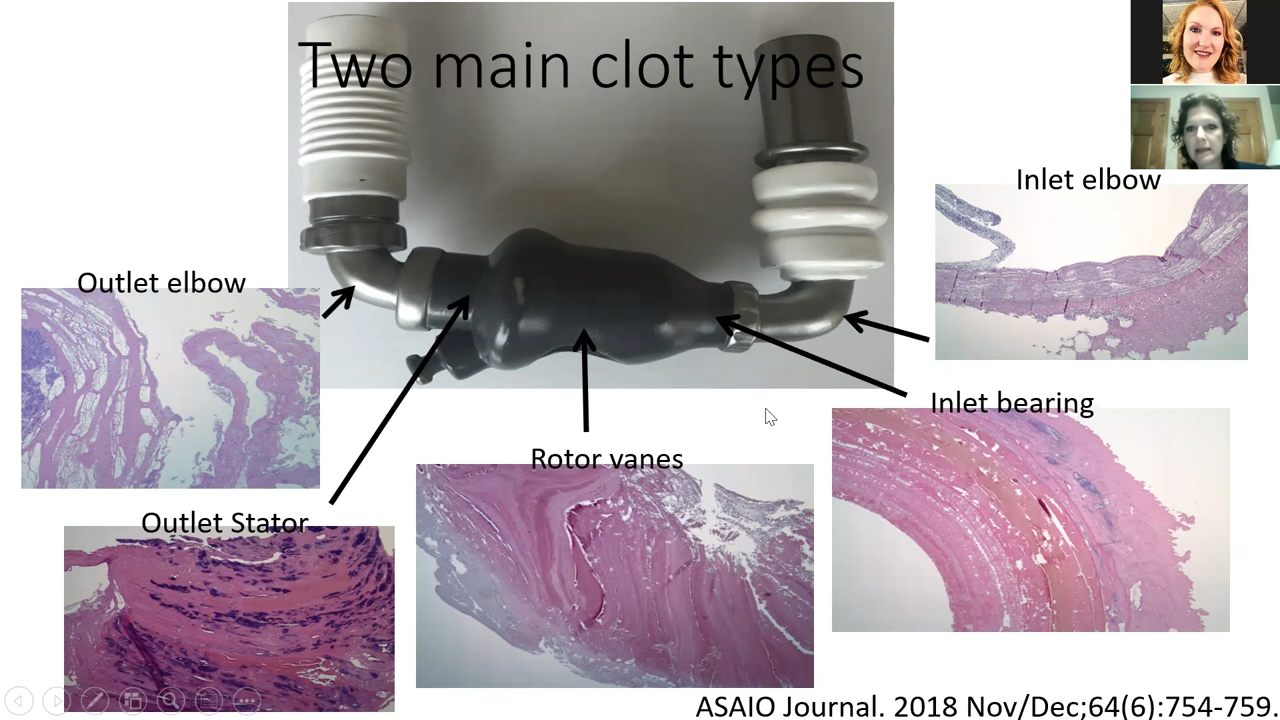 Two main clot types
Inlet elbow
Outlet elbow
Inlet bearing
Rotor vanes
Outlet Stator
ASAIO Journal. 2018 Nov/Dec;64(6):754-759.